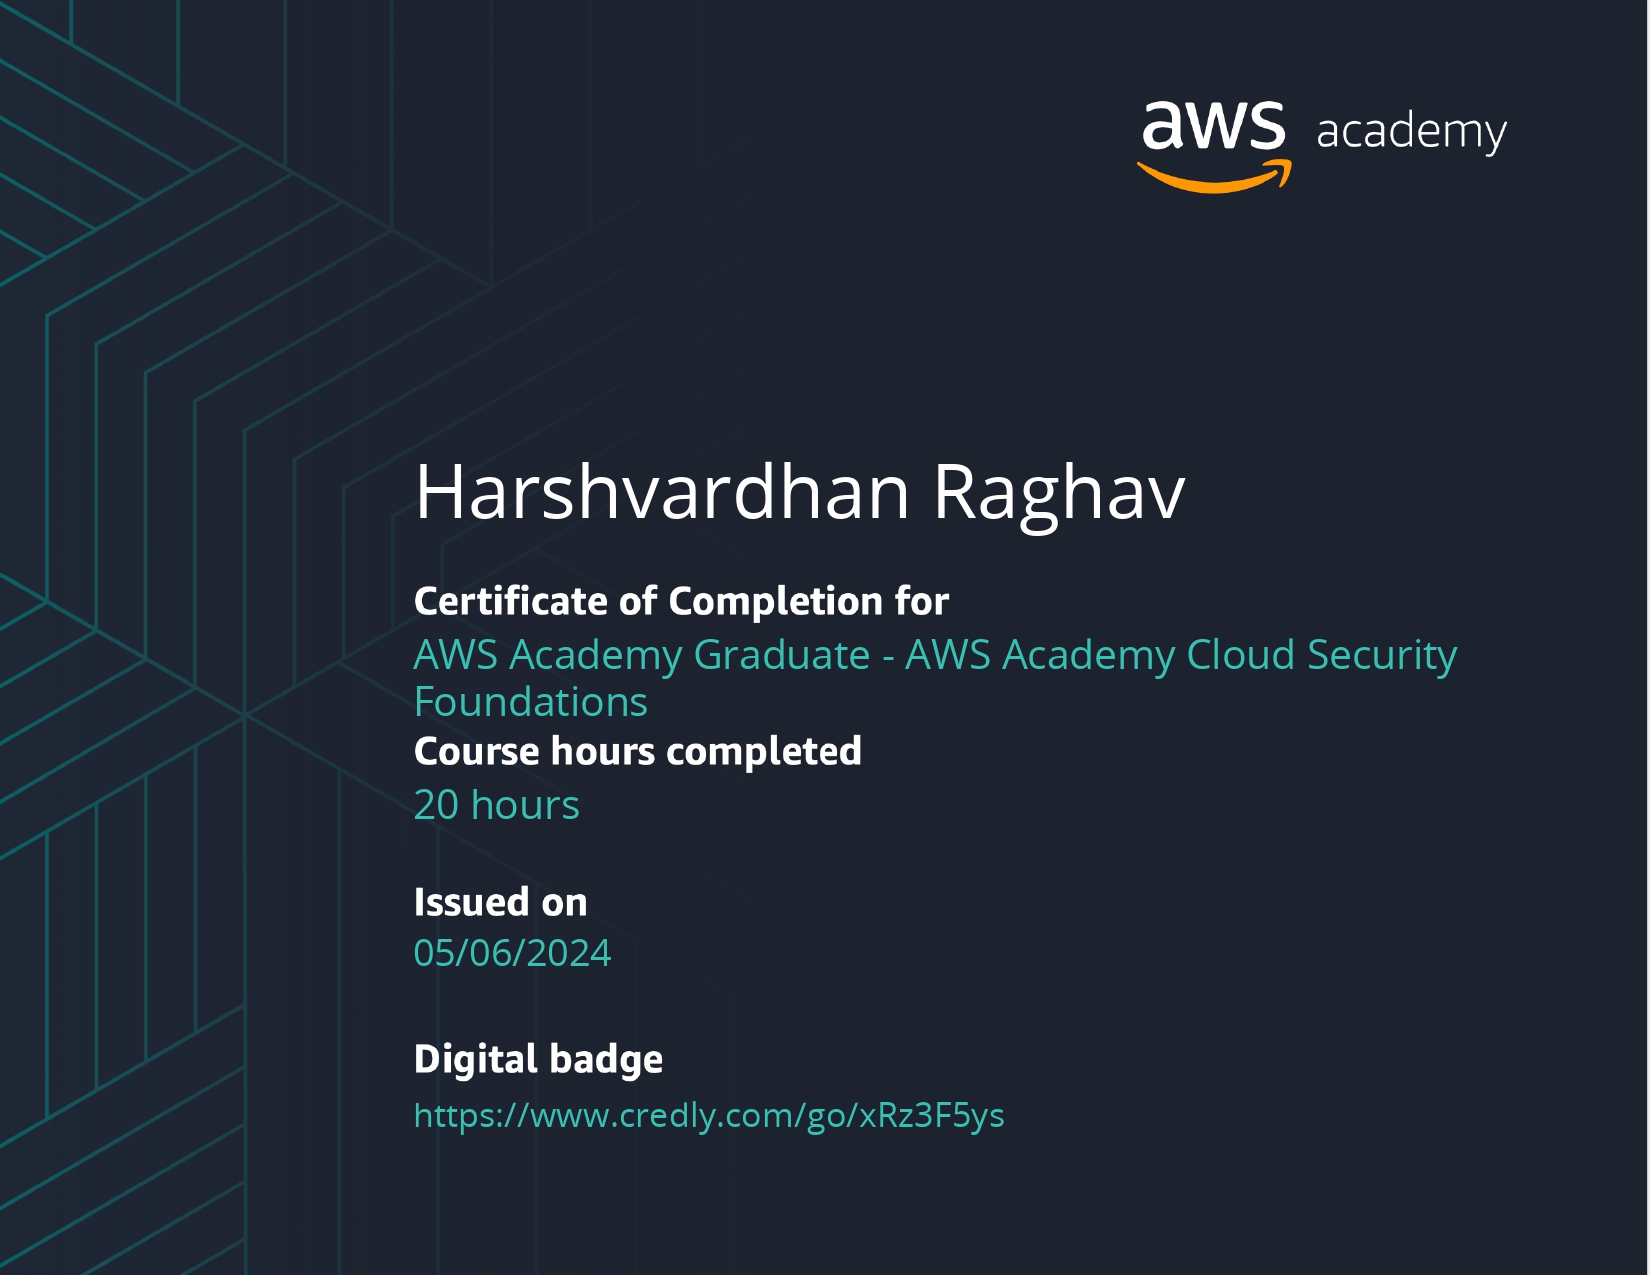 aws academy
Harshvardhan Raghav
Certificate of Completion for
AWS Academy Graduate - AWS Academy Cloud Security
Foundations
Course hours completed
20 hours
Issued on
05/06/2024
Digital badge
https://www.credly.com/go/xRz3F5ys